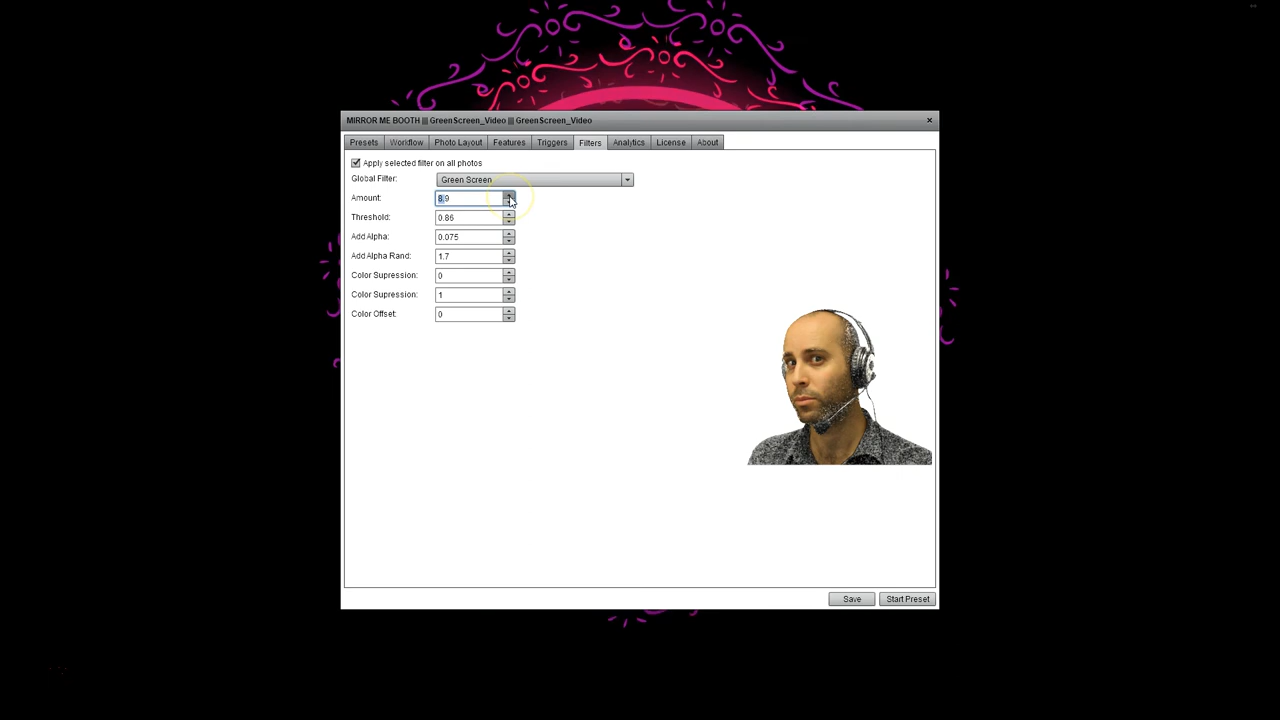 MIRROR ME BOOTH ||| GreenScreen_Video ||| GreenScreen_Video
Presets Workflow Photo Layout Features Triggers Filters Analytics License About
Apply selected filter on all photos
Global Filter: Green Screen
Amount: 8.9
Threshold: 0.86
Add Alpha: 0.075
Add Alpha Rand: 1.7
Color Supression: 0
Color Supression: 1
Color Offset: 0
Save Start Preset